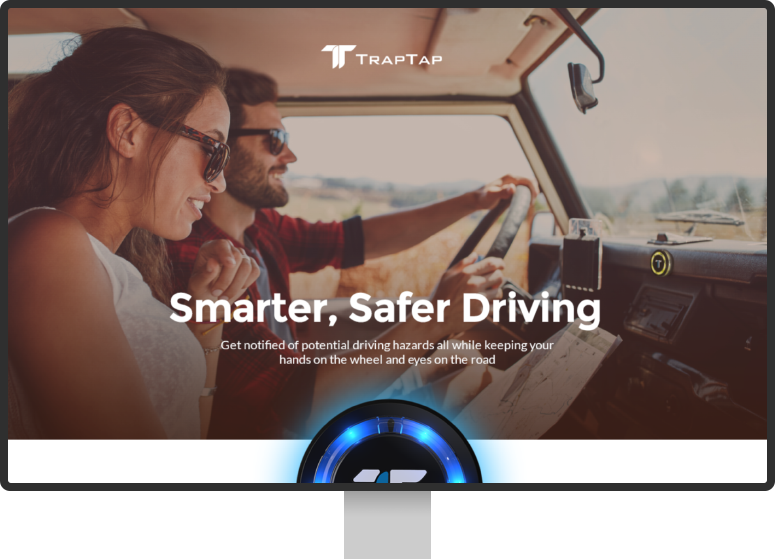 TRAPTAP
Smarter, Safer Driving
Get notified of potential driving hazards all while keeping your
hands on the wheel and eyes on the road